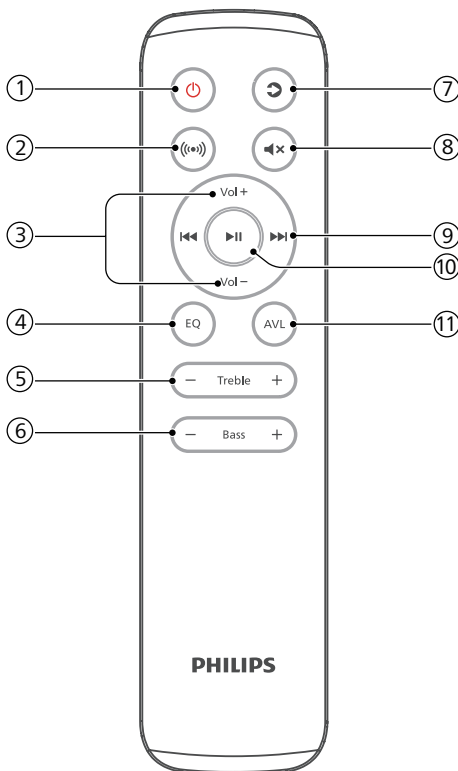 ① ⑦
② ⑧
Vol +
③ ⑨
⑩
Vol −
④ EQ AVL ⑪
⑤ − Treble +
⑥ − Bass +
PHILIPS